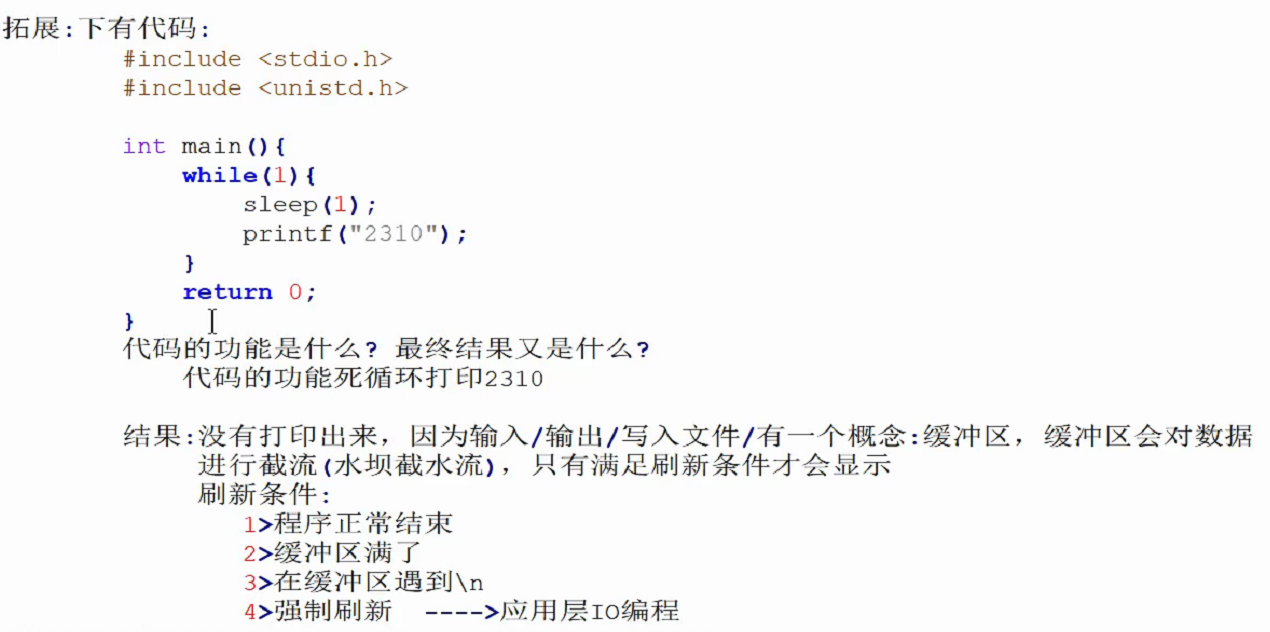 拓展:下有代码:
#include <stdio.h>
#include <unistd.h>
int main(){
while(1){
sleep(1);
printf("2310");
}
return 0;
}
代码的功能是什么? 最终结果又是什么?
代码的功能死循环打印2310
结果:没有打印出来，因为输入/输出/写入文件/有一个概念:缓冲区，缓冲区会对数据
进行截流(水坝截水流)，只有满足刷新条件才会显示
刷新条件:
1>程序正常结束
2>缓冲区满了
3>在缓冲区遇到\n
4>强制刷新 ---->应用层IO编程